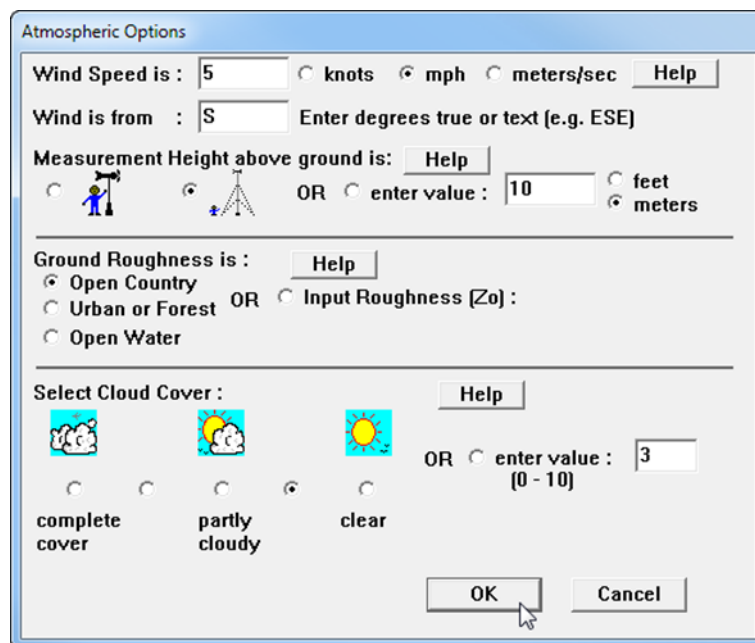 Atmospheric Options
Wind Speed is : 5 knots mph meters/sec Help
Wind is from : S Enter degrees true or text (e.g. ESE)
Measurement Height above ground is: Help
OR enter value : 10 feet
meters
Ground Roughness is : Help
Open Country
Urban or Forest OR Input Roughness (Zo) :
Open Water
Select Cloud Cover : Help
OR enter value : 3
(0 - 10)
complete partly clear
cover cloudy
OK Cancel